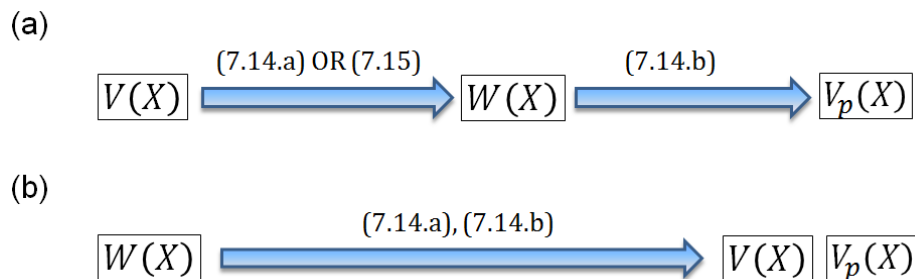 (a)
(7.14.a) OR (7.15) (7.14.b)
V(X) W(X) V_p(X)
(b)
(7.14.a), (7.14.b)
W(X) V(X) V_p(X)